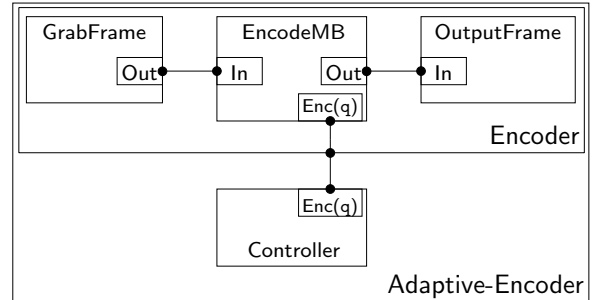 GrabFrame EncodeMB OutputFrame
Out In Out In
Enc(q)
Encoder
Enc(q)
Controller
Adaptive-Encoder